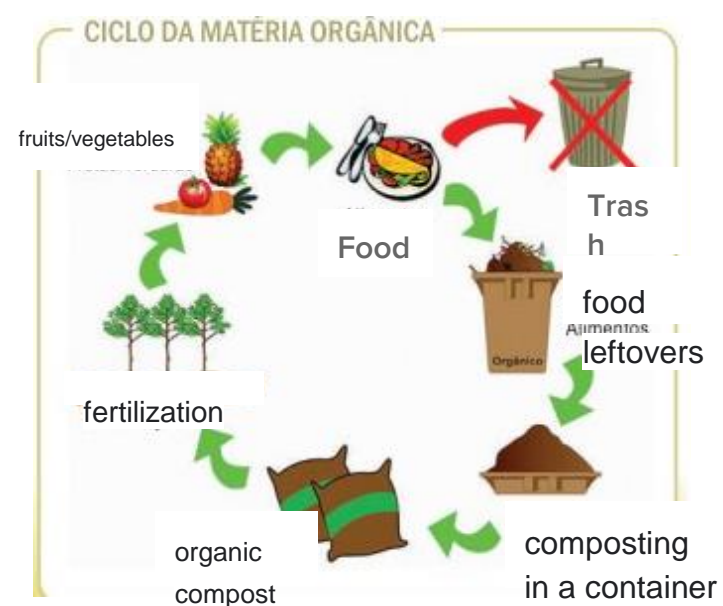 CICLO DA MATÉRIA ORGÂNICA
fruits/vegetables
Food
Tras
h
food
Alimentos
leftovers
Orgânico
fertilization
composting
in a container
organic
compost